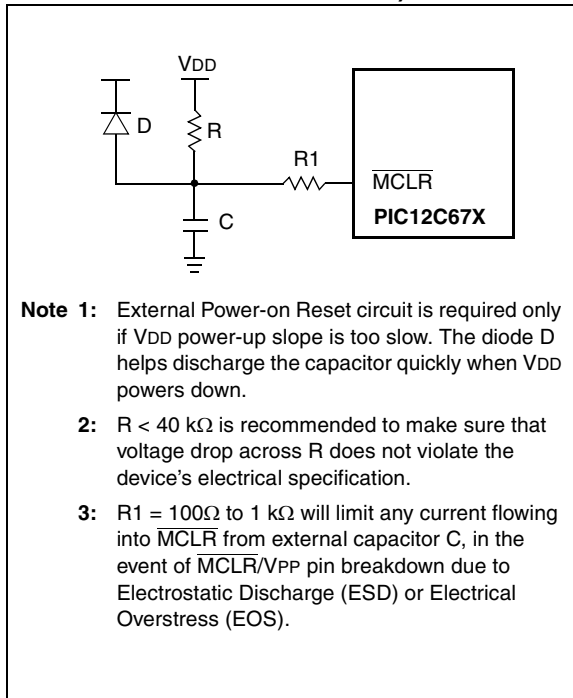 VDD
D
R
R1
MCLR
C
PIC12C67X
Note 1: External Power-on Reset circuit is required only
if VDD power-up slope is too slow. The diode D
helps discharge the capacitor quickly when VDD
powers down.
2: R < 40 kΩ is recommended to make sure that
voltage drop across R does not violate the
device's electrical specification.
3: R1 = 100Ω to 1 kΩ will limit any current flowing
into MCLR from external capacitor C, in the
event of MCLR/VPP pin breakdown due to
Electrostatic Discharge (ESD) or Electrical
Overstress (EOS).